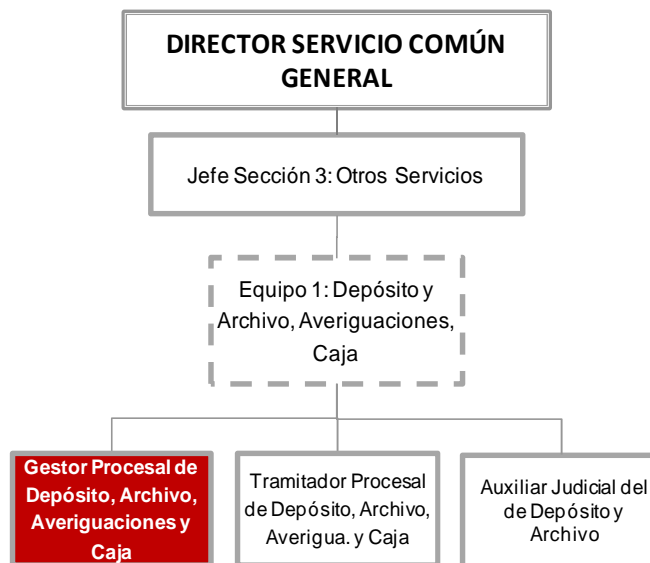 DIRECTOR SERVICIO COMÚN
GENERAL
Jefe Sección 3: Otros Servicios
Equipo 1: Depósito y
Archivo, Averiguaciones,
Caja
Gestor Procesal de
Depósito, Archivo,
Averiguaciones y
Caja
Tramitador Procesal
de Depósito, Archivo,
Averigua. y Caja
Auxiliar Judicial del
de Depósito y
Archivo